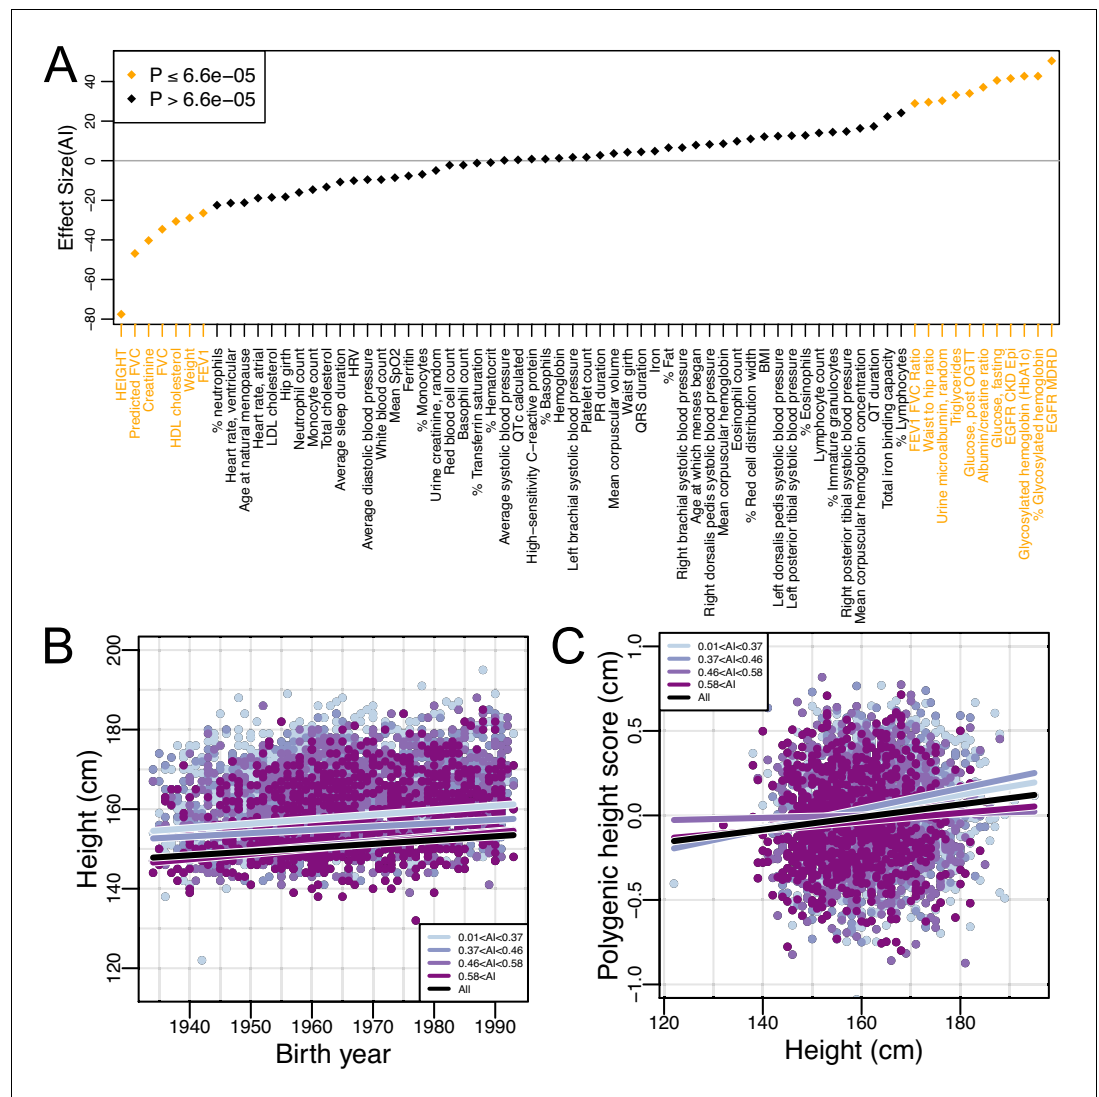 A
P ≤ 6.6e−05
P > 6.6e−05
Effect Size(AI)
40
20
0
−20
−40
−60
−80
HEIGHT
Predicted FVC
Creatinine
FVC
HDL cholesterol
Weight
FEV1
% neutrophils
Heart rate, ventricular
Age at natural menopause
Heart rate, atrial
LDL cholesterol
Hip girth
Neutrophil count
Monocyte count
Total cholesterol
Average sleep duration
HRV
Average diastolic blood pressure
White blood count
Mean SpO2
Ferritin
% Monocytes
Urine creatinine, random
Red blood cell count
Basophil count
% Transferrin saturation
% Hematocrit
Average systolic blood pressure
QTC calculated
High−sensitivity C−reactive protein
% Basophils
Hemoglobin
Left brachial systolic blood pressure
Platelet count
PR duration
Mean corpuscular volume
Waist girth
QRS duration
Iron
% Fat
Right brachial systolic blood pressure
Age at which menses began
Right dorsalis pedis systolic blood pressure
Mean corpuscular hemoglobin
Eosinophil count
% Red cell distribution width
BMI
Left dorsalis pedis systolic blood pressure
Left posterior tibial systolic blood pressure
% Eosinophils
Lymphocyte count
% Immature granulocytes
Right posterior tibial systolic blood pressure
Mean corpuscular hemoglobin concentration
QT duration
Total iron binding capacity
% Lymphocytes
FEV1 FVC Ratio
Waist to hip ratio
Urine microalbumin, random
Triglycerides
Glucose, post OGTT
Albumin/creatine ratio
Glucose, fasting
EGFR CKD Epi
Glycosylated hemoglobin (HbA1c)
% Glycosylated hemoglobin
EGFR MDRD
B
Height (cm)
200
180
160
140
120
0.01<AI<0.37
0.37<AI<0.46
0.46<AI<0.58
0.58<AI
All
1940
1950
1960
1970
1980
1990
Birth year
C
Polygenic height score (cm)
1.0
0.5
0.0
−0.5
−1.0
0.01<AI<0.37
0.37<AI<0.46
0.46<AI<0.58
0.58<AI
All
120
140
160
180
Height (cm)